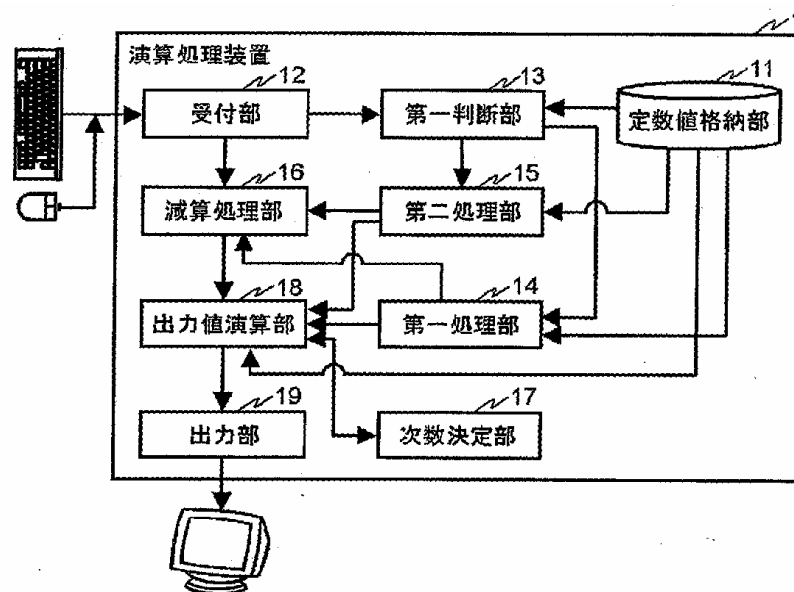 演算処理装置
12
13
11
受付部
第一判断部
定数値格納部
16
15
減算処理部
第二処理部
18
14
出力値演算部
第一処理部
19
17
出力部
次数決定部